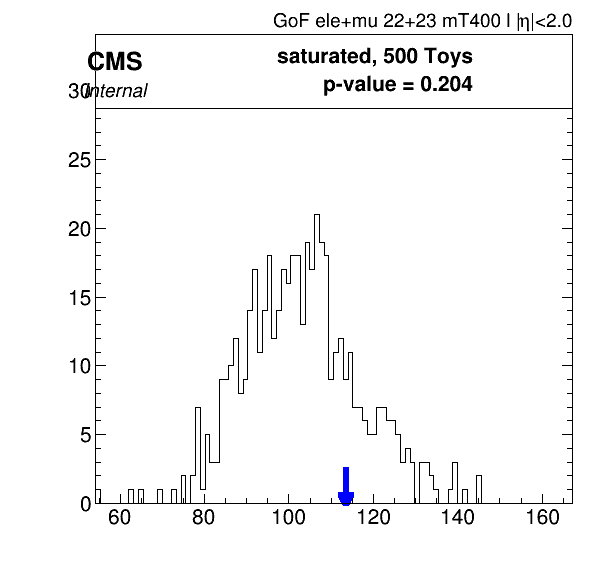 GoF ele+mu 22+23 mT400 l |η|<2.0
CMS
Internal
saturated, 500 Toys
p-value = 0.204
30
25
20
15
10
5
0
60 80 100 120 140 160